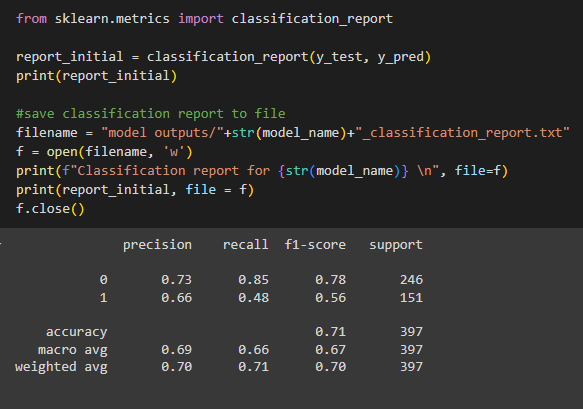 from sklearn.metrics import classification_report
report_initial = classification_report(y_test, y_pred)
print(report_initial)
#save classification report to file
filename = "model outputs/"+str(model_name)+"_classification_report.txt"
f = open(filename, 'w')
print(f"Classification report for {str(model_name)} \n", file=f)
print(report_initial, file = f)
f.close()
precision recall f1-score support
0 0.73 0.85 0.78 246
1 0.66 0.48 0.56 151
accuracy 0.71 397
macro avg 0.69 0.66 0.67 397
weighted avg 0.70 0.71 0.70 397